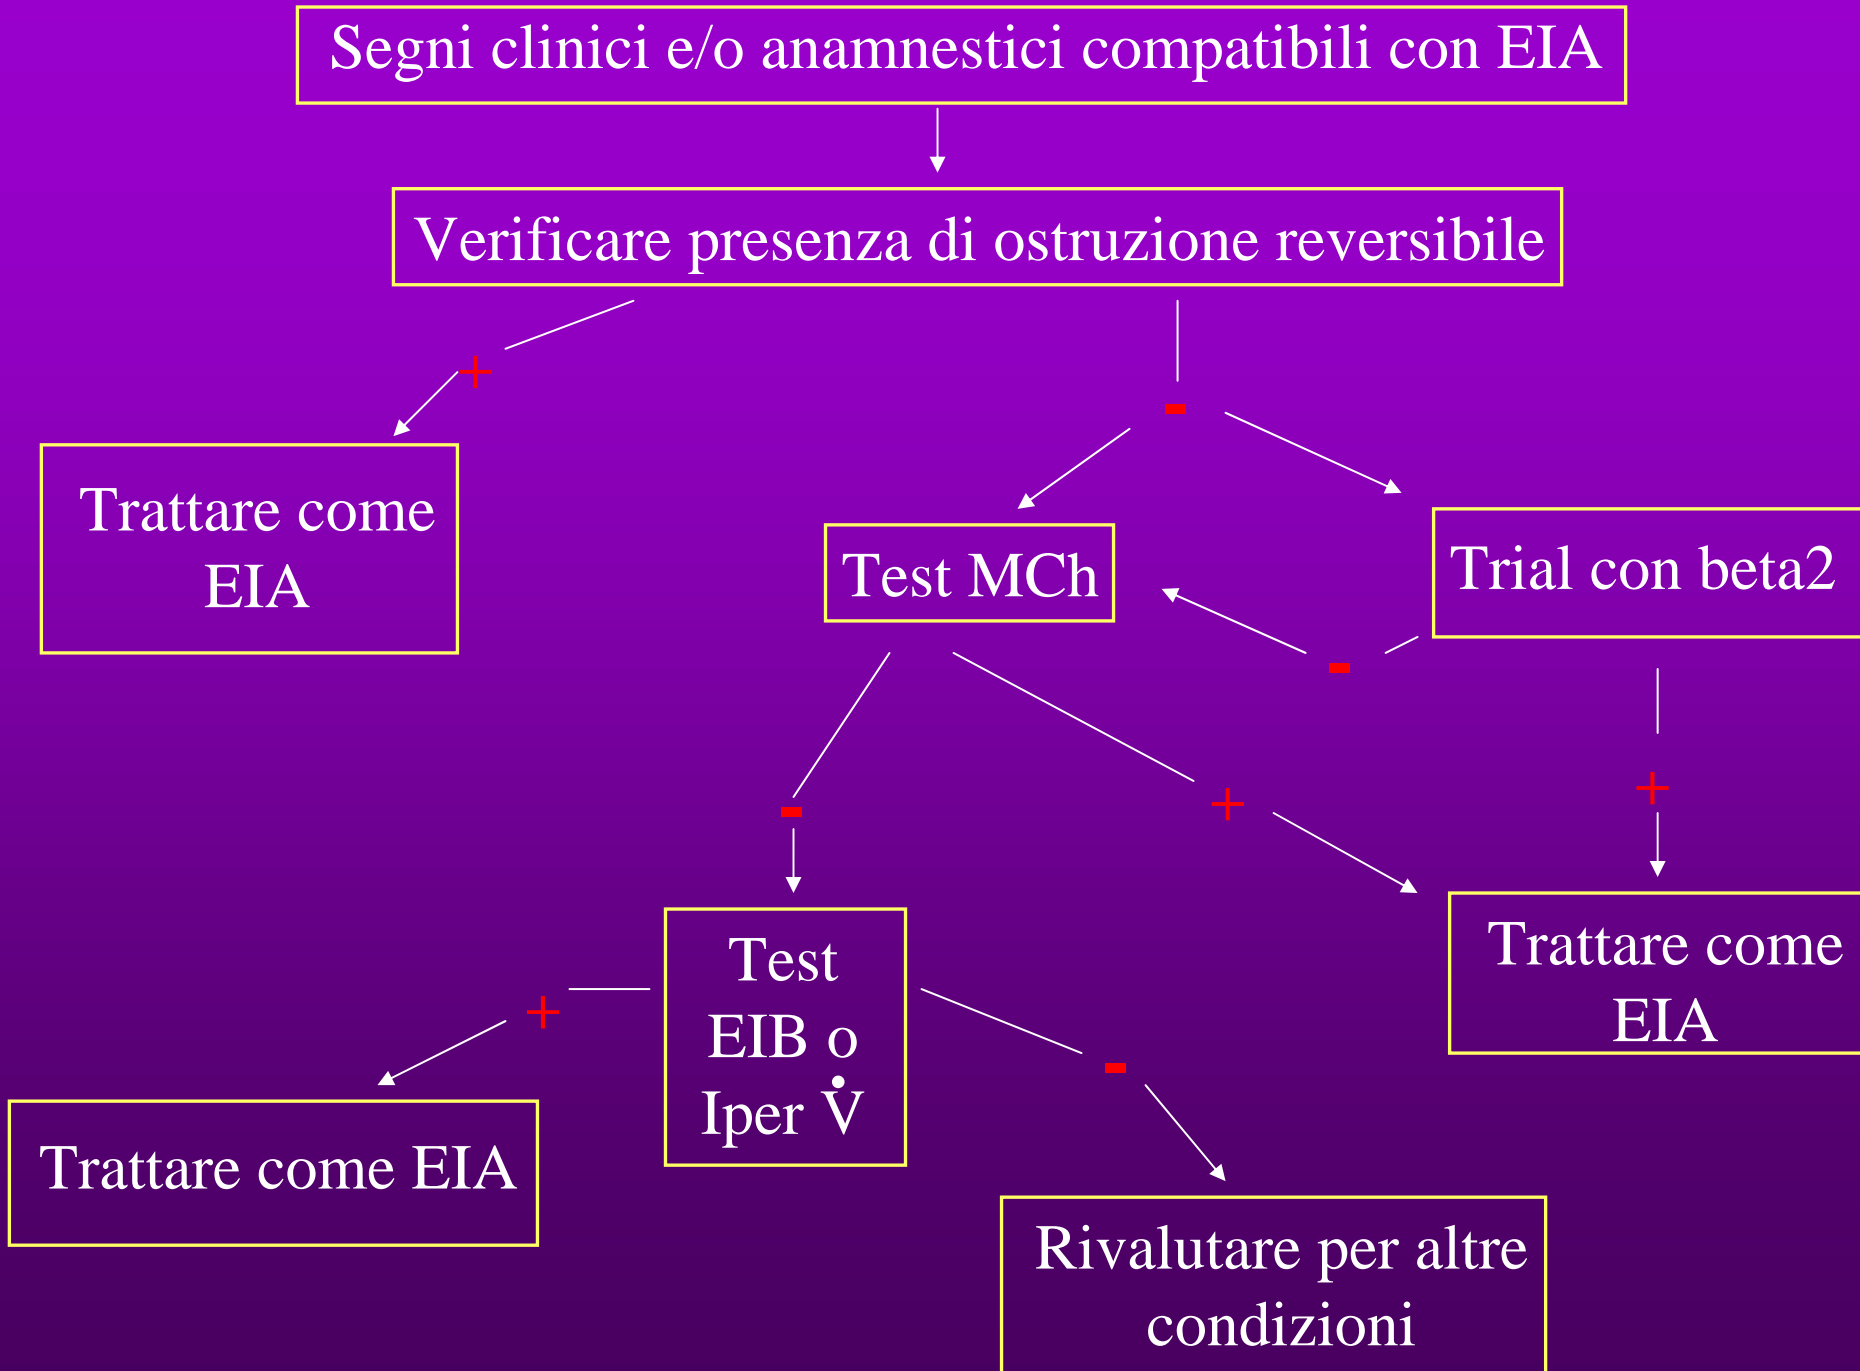 Segni clinici e/o anamnestici compatibili con EIA
Verificare presenza di ostruzione reversibile
+
-
Trattare come
EIA
Test MCh
Trial con beta2
-
-
+
+
Test
EIB o
Iper V̇
Trattare come
EIA
+
-
Trattare come EIA
Rivalutare per altre
condizioni